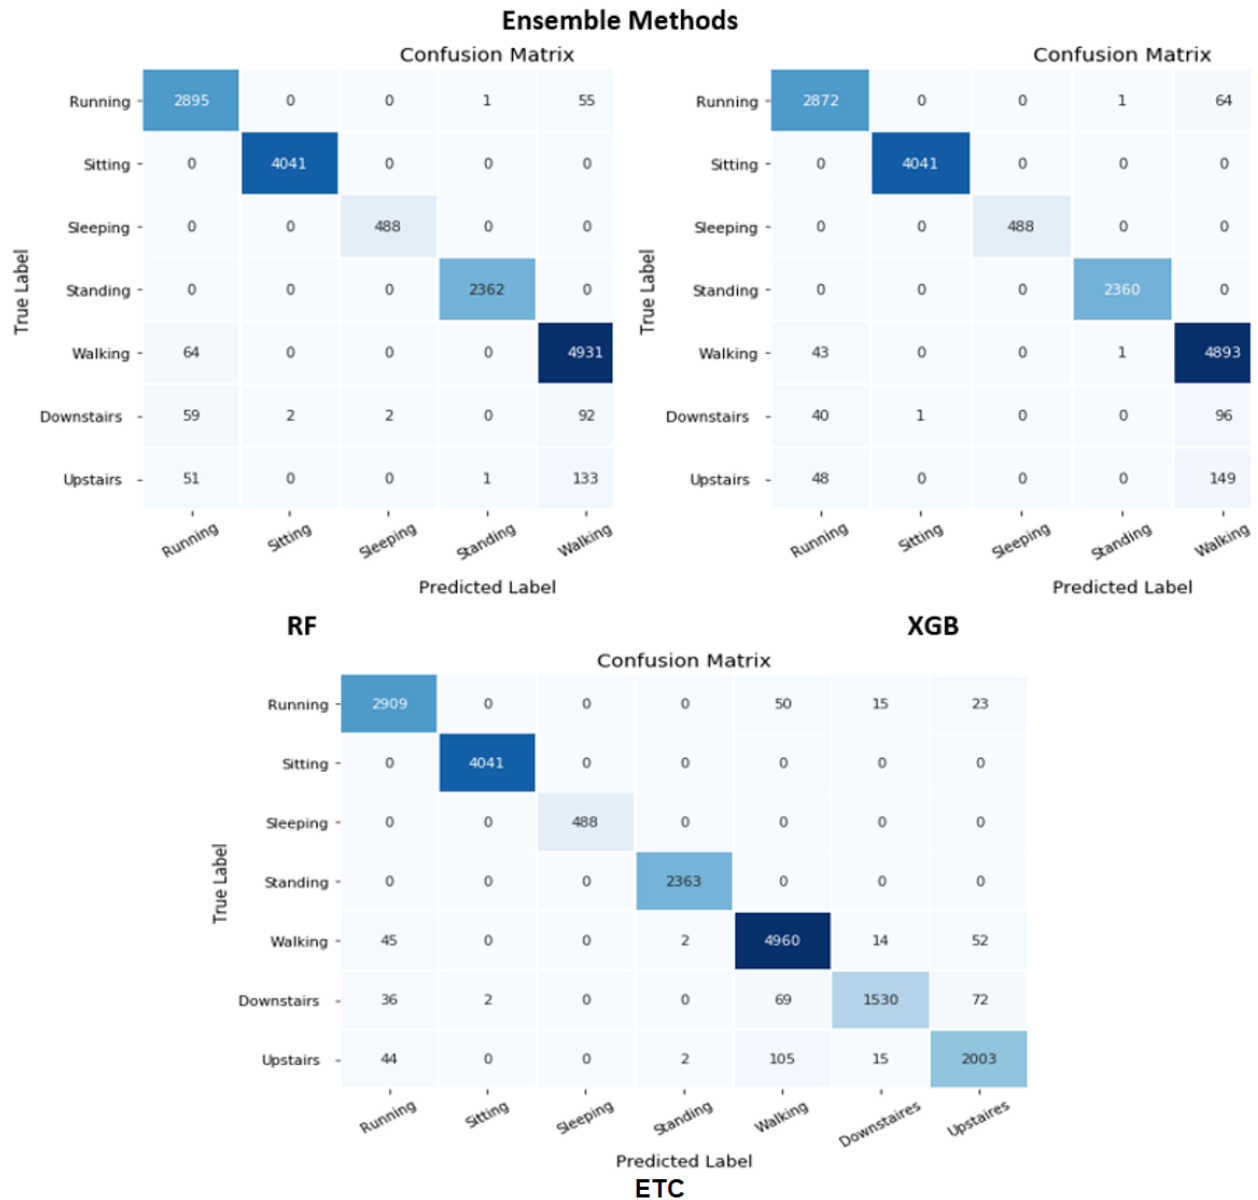 Ensemble Methods
Confusion Matrix
Running 2895 0 0 1 55
Sitting 0 4041 0 0 0
Sleeping 0 0 488 0 0
Standing 0 0 0 2362 0
Walking 64 0 0 0 4931
Downstairs 59 2 2 0 92
Upstairs 51 0 0 1 133
True Label
Running Sitting Sleeping Standing Walking
Predicted Label
RF
Confusion Matrix
Running 2872 0 0 1 64
Sitting 0 4041 0 0 0
Sleeping 0 0 488 0 0
Standing 0 0 0 2360 0
Walking 43 0 0 1 4893
Downstairs 40 1 0 0 96
Upstairs 48 0 0 0 149
True Label
Running Sitting Sleeping Standing Walking
Predicted Label
XGB
Confusion Matrix
Running 2909 0 0 0 50 15 23
Sitting 0 4041 0 0 0 0 0
Sleeping 0 0 488 0 0 0 0
Standing 0 0 0 2363 0 0 0
Walking 45 0 0 2 4960 14 52
Downstairs 36 2 0 0 69 1530 72
Upstairs 44 0 0 2 105 15 2003
True Label
Running Sitting Sleeping Standing Walking Downstaires Upstaires
Predicted Label
ETC